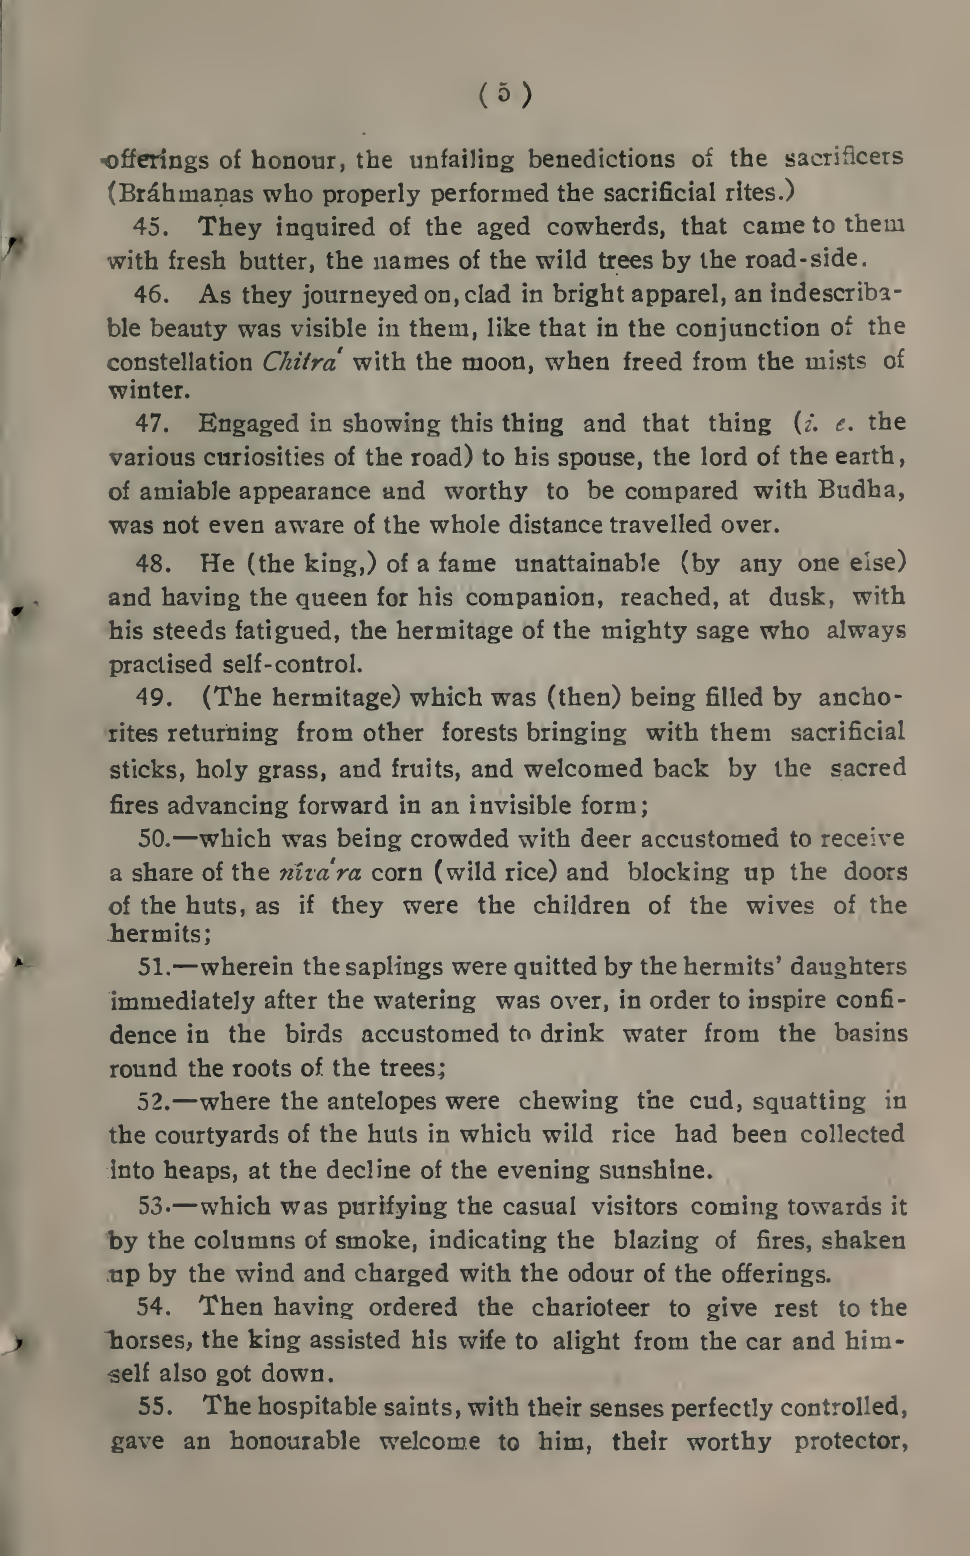 ( 5 )
offerings of honour, the unfailing benedictions of the sacrificers
(Bráhmaṇas who properly performed the sacrificial rites.)
45. They inquired of the aged cowherds, that came to them
with fresh butter, the names of the wild trees by the road-side.
46. As they journeyed on, clad in bright apparel, an indescriba-
ble beauty was visible in them, like that in the conjunction of the
constellation Chitrá with the moon, when freed from the mists of
winter.
47. Engaged in showing this thing and that thing (i. e. the
various curiosities of the road) to his spouse, the lord of the earth,
of amiable appearance and worthy to be compared with Budha,
was not even aware of the whole distance travelled over.
48. He (the king,) of a fame unattainable (by any one else)
and having the queen for his companion, reached, at dusk, with
his steeds fatigued, the hermitage of the mighty sage who always
practised self-control.
49. (The hermitage) which was (then) being filled by ancho-
rites returning from other forests bringing with them sacrificial
sticks, holy grass, and fruits, and welcomed back by the sacred
fires advancing forward in an invisible form;
50.—which was being crowded with deer accustomed to receive
a share of the nîvára corn (wild rice) and blocking up the doors
of the huts, as if they were the children of the wives of the
hermits;
51.—wherein the saplings were quitted by the hermits' daughters
immediately after the watering was over, in order to inspire confi-
dence in the birds accustomed to drink water from the basins
round the roots of the trees;
52.—where the antelopes were chewing the cud, squatting in
the courtyards of the huts in which wild rice had been collected
into heaps, at the decline of the evening sunshine.
53.—which was purifying the casual visitors coming towards it
by the columns of smoke, indicating the blazing of fires, shaken
up by the wind and charged with the odour of the offerings.
54. Then having ordered the charioteer to give rest to the
horses, the king assisted his wife to alight from the car and him-
self also got down.
55. The hospitable saints, with their senses perfectly controlled,
gave an honourable welcome to him, their worthy protector,